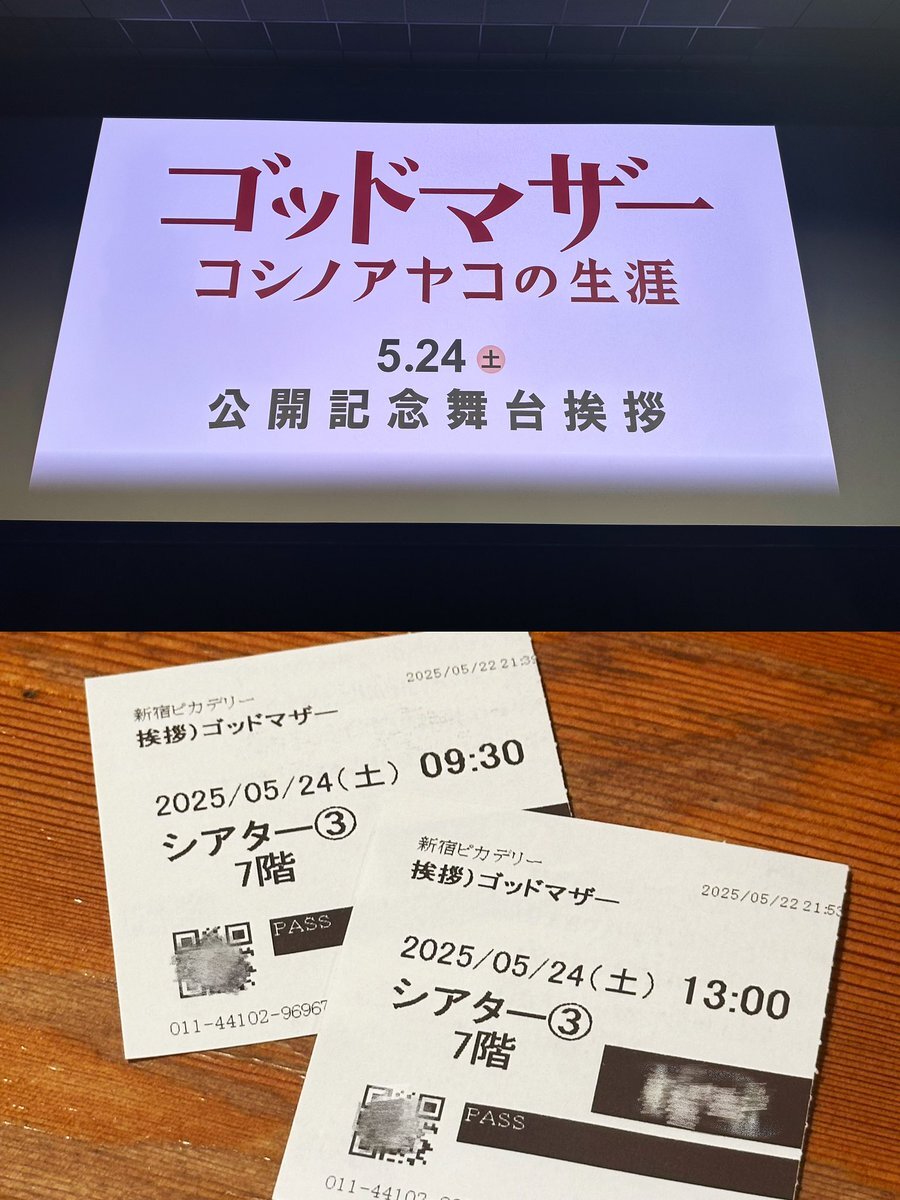 ゴッドマザー
コシノアヤコの生涯
5.24 土
公開記念舞台挨拶
2025/05/22 21:39
新宿ピカデリー
挨拶)ゴッドマザー
2025/05/24(土) 09:30
シアター③
7階
PASS
011-44102-96967
新宿ピカデリー
挨拶)ゴッドマザー
2025/05/22 21:53
2025/05/24(土) 13:00
シアター③
7階
PASS
011-44102-